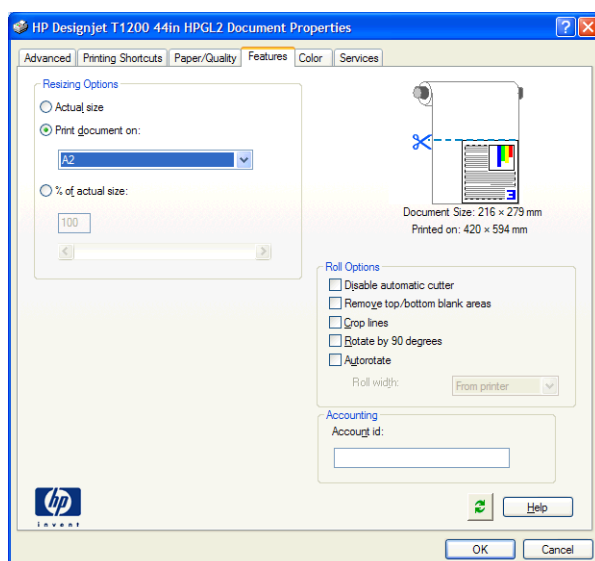 HP Designjet T1200 44in HPGL2 Document Properties
Advanced Printing Shortcuts Paper/Quality Features Color Services
Resizing Options
Actual size
Print document on:
A2
% of actual size:
100
3
Document Size: 216 × 279 mm
Printed on: 420 × 594 mm
Roll Options
Disable automatic cutter
Remove top/bottom blank areas
Crop lines
Rotate by 90 degrees
Autorotate
Roll width: From printer
Accounting
Account id:
hp
invent
Help
OK Cancel